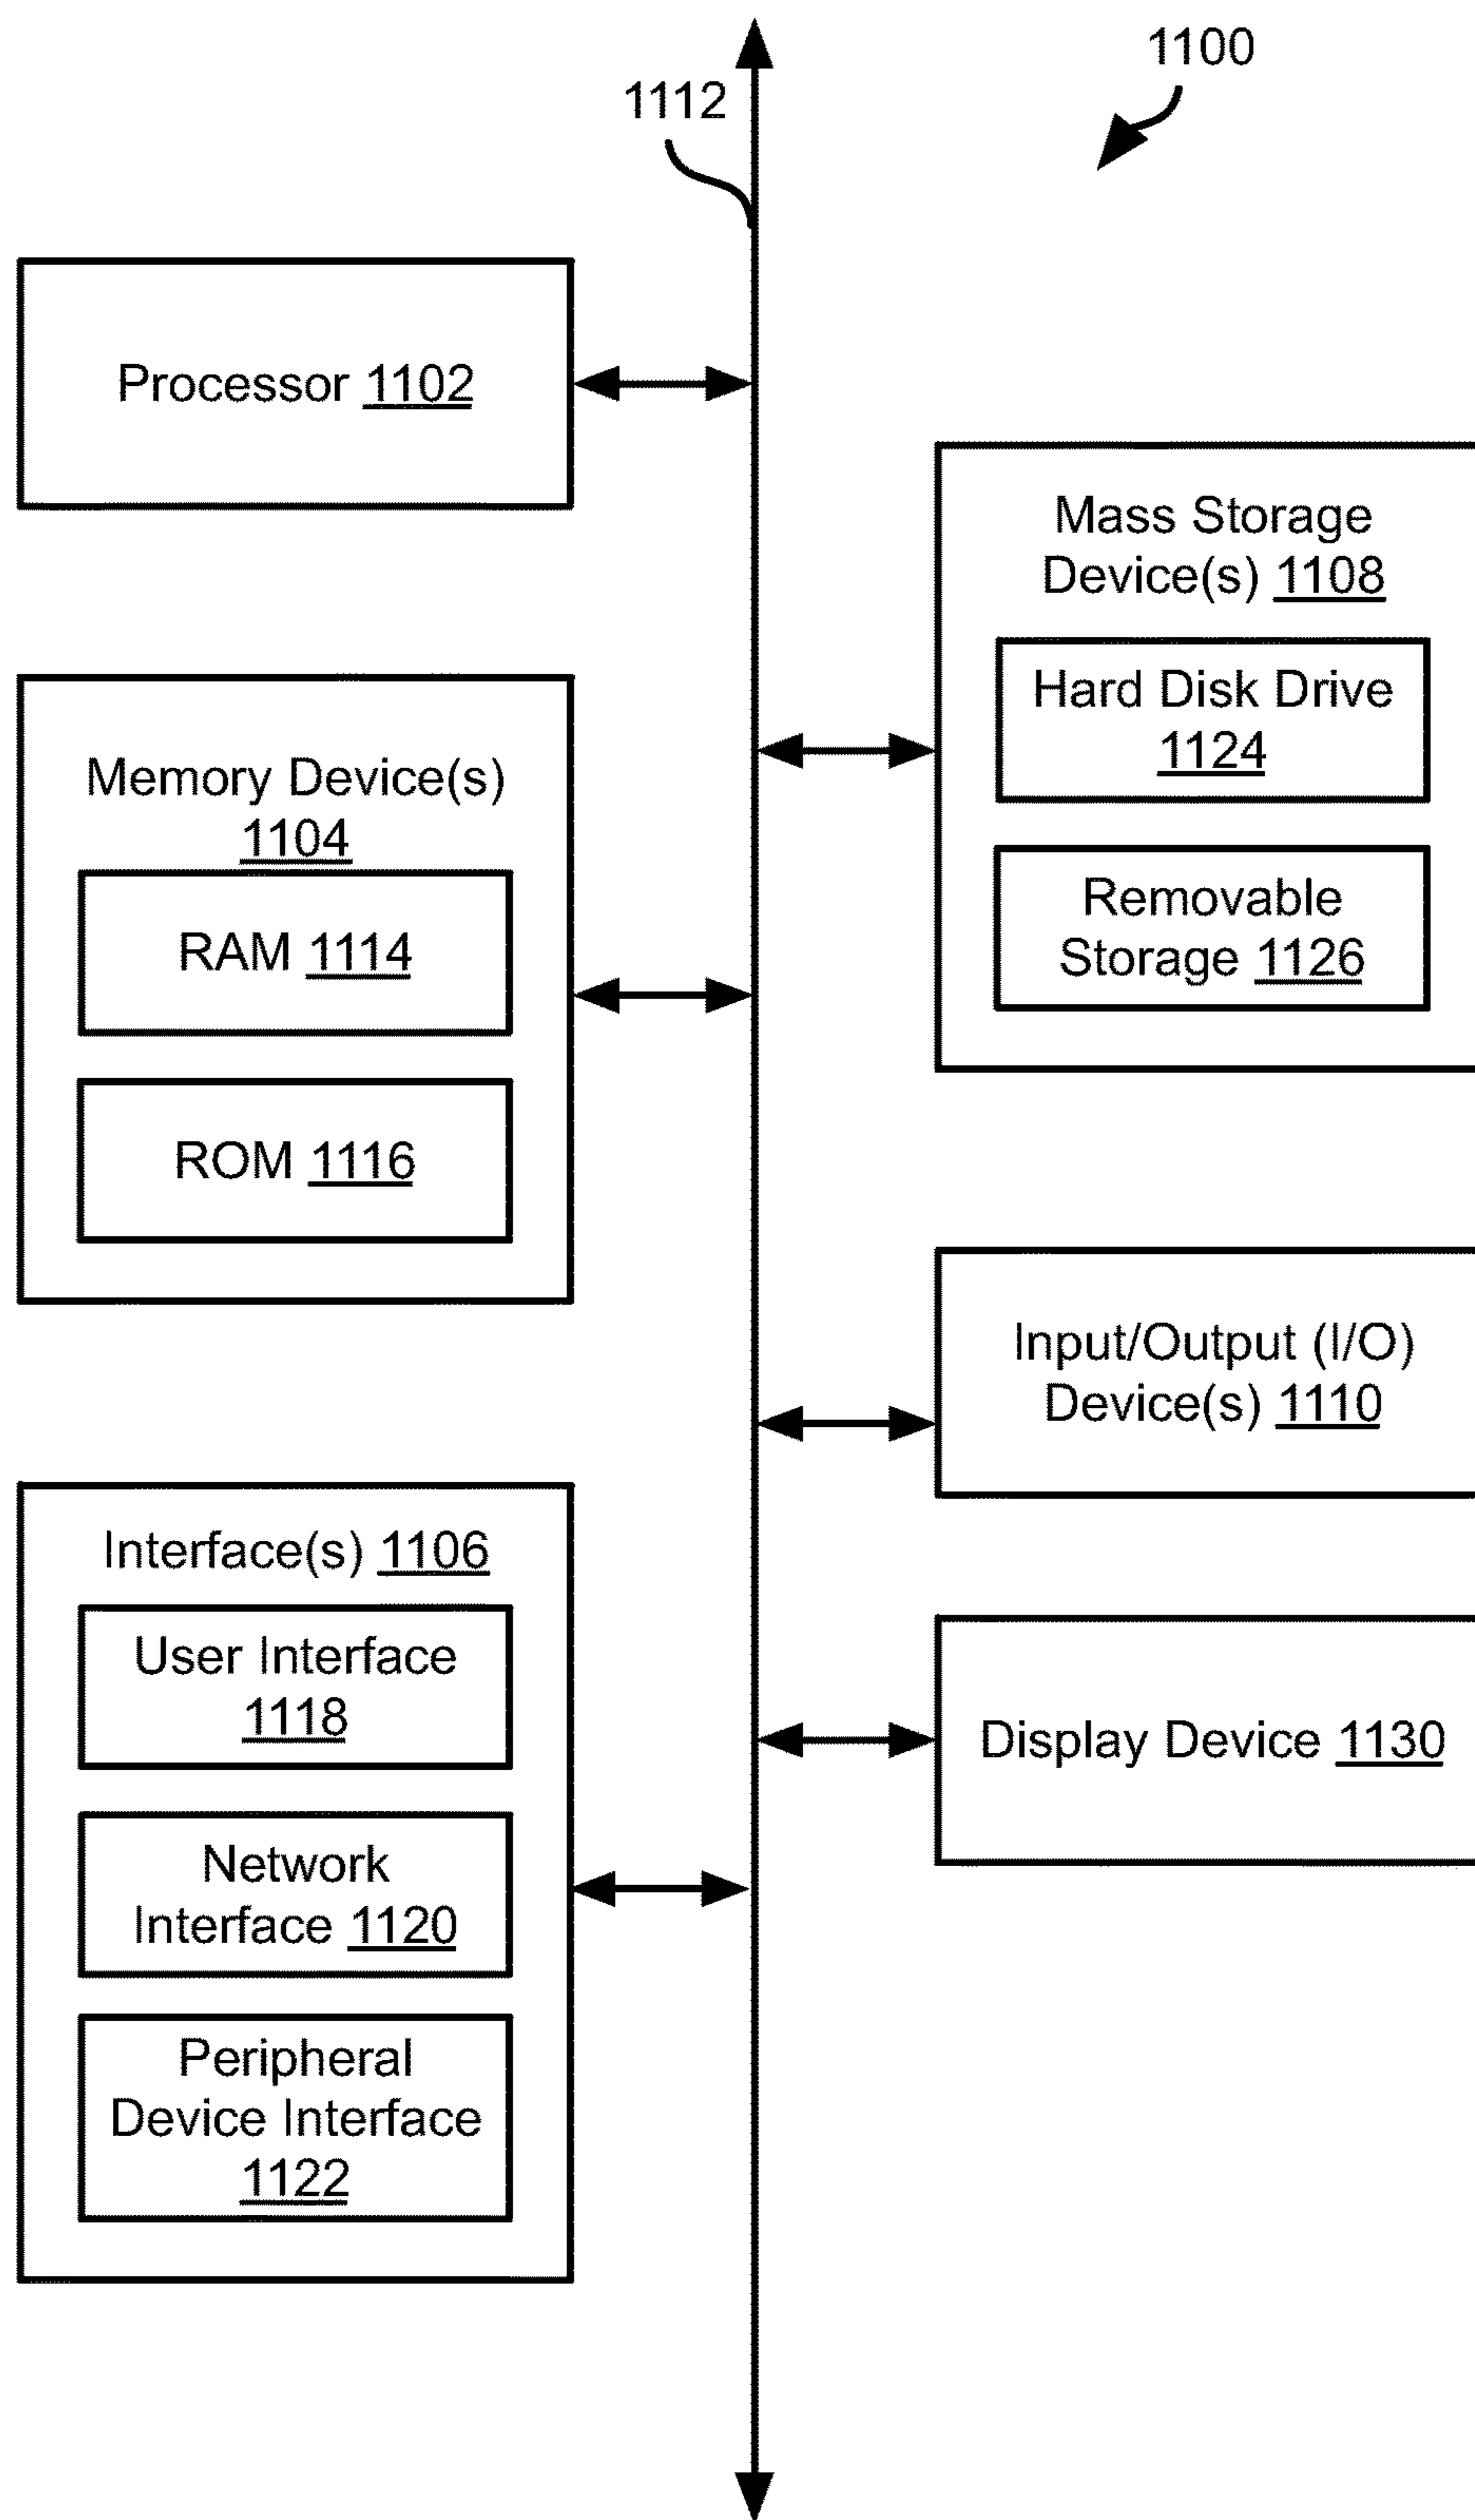 1100
1112
Processor 1102
Memory Device(s)
1104
RAM 1114
ROM 1116
Interface(s) 1106
User Interface
1118
Network
Interface 1120
Peripheral
Device Interface
1122
Mass Storage
Device(s) 1108
Hard Disk Drive
1124
Removable
Storage 1126
Input/Output (I/O)
Device(s) 1110
Display Device 1130